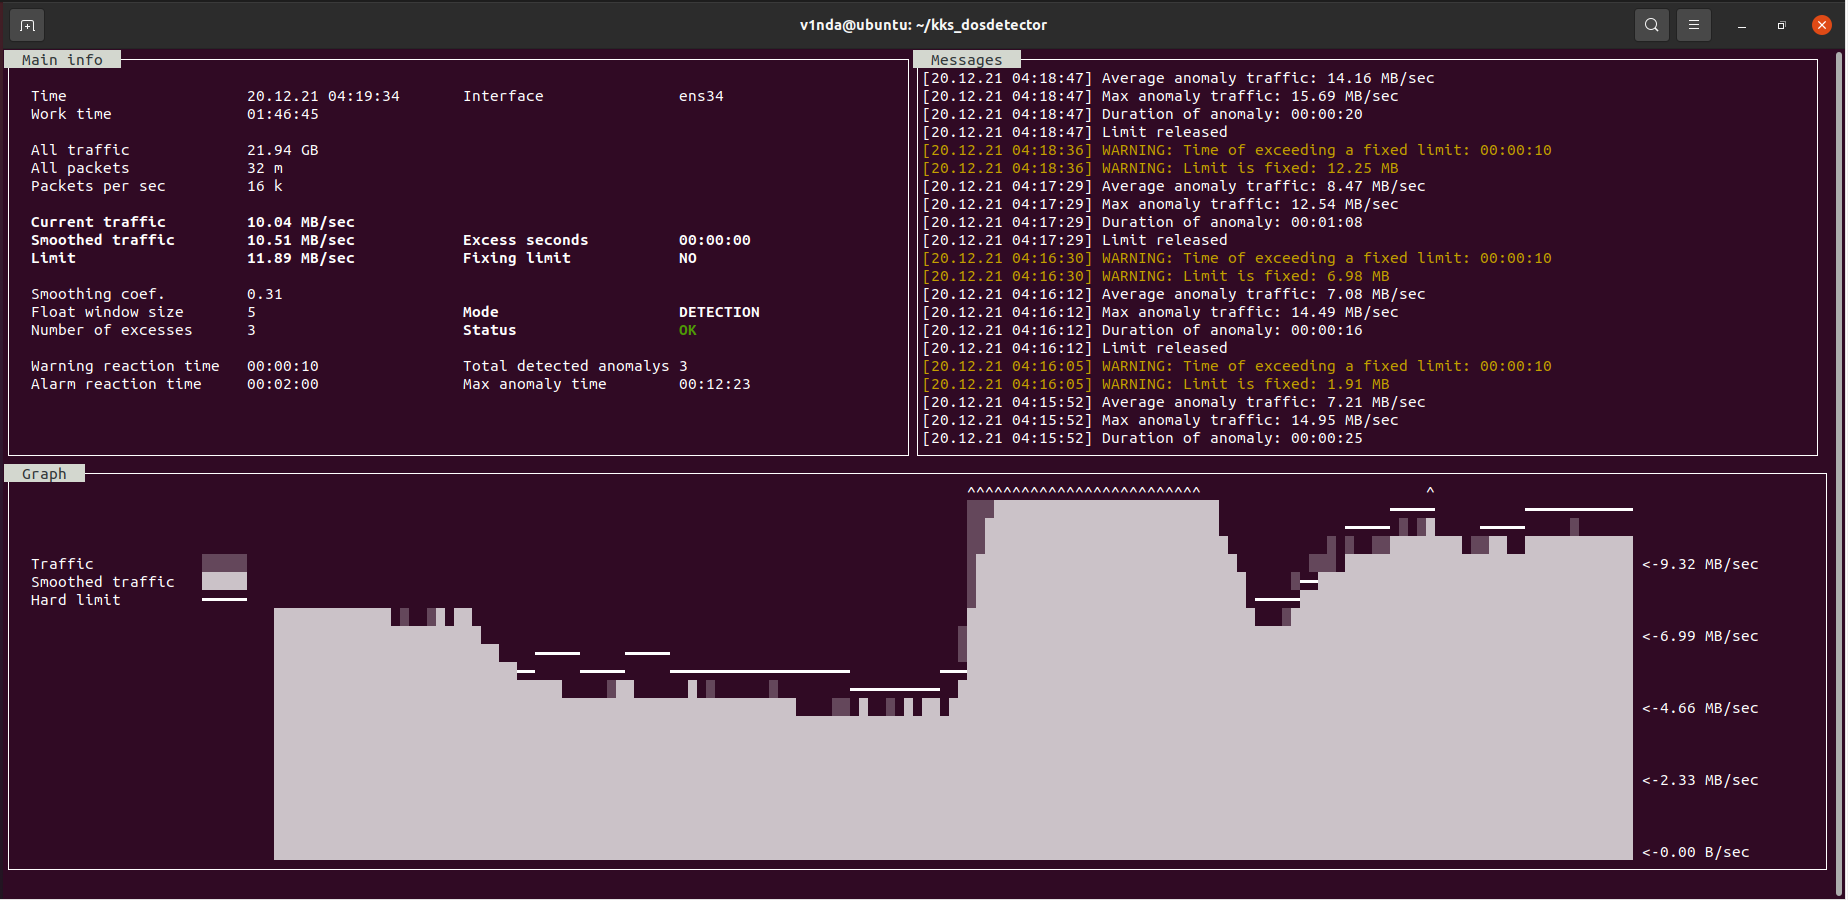 v1nda@ubuntu: ~/kks_dosdetector
Main info
Time 20.12.21 04:19:34 Interface ens34
Work time 01:46:45
All traffic 21.94 GB
All packets 32 m
Packets per sec 16 k
Current traffic 10.04 MB/sec
Smoothed traffic 10.51 MB/sec Excess seconds 00:00:00
Limit 11.89 MB/sec Fixing limit NO
Smoothing coef. 0.31
Float window size 5 Mode DETECTION
Number of excesses 3 Status OK
Warning reaction time 00:00:10 Total detected anomalys 3
Alarm reaction time 00:02:00 Max anomaly time 00:12:23
Messages
[20.12.21 04:18:47] Average anomaly traffic: 14.16 MB/sec
[20.12.21 04:18:47] Max anomaly traffic: 15.69 MB/sec
[20.12.21 04:18:47] Duration of anomaly: 00:00:20
[20.12.21 04:18:47] Limit released
[20.12.21 04:18:36] WARNING: Time of exceeding a fixed limit: 00:00:10
[20.12.21 04:18:36] WARNING: Limit is fixed: 12.25 MB
[20.12.21 04:17:29] Average anomaly traffic: 8.47 MB/sec
[20.12.21 04:17:29] Max anomaly traffic: 12.54 MB/sec
[20.12.21 04:17:29] Duration of anomaly: 00:01:08
[20.12.21 04:17:29] Limit released
[20.12.21 04:16:30] WARNING: Time of exceeding a fixed limit: 00:00:10
[20.12.21 04:16:30] WARNING: Limit is fixed: 6.98 MB
[20.12.21 04:16:12] Average anomaly traffic: 7.08 MB/sec
[20.12.21 04:16:12] Max anomaly traffic: 14.49 MB/sec
[20.12.21 04:16:12] Duration of anomaly: 00:00:16
[20.12.21 04:16:12] Limit released
[20.12.21 04:16:05] WARNING: Time of exceeding a fixed limit: 00:00:10
[20.12.21 04:16:05] WARNING: Limit is fixed: 1.91 MB
[20.12.21 04:15:52] Average anomaly traffic: 7.21 MB/sec
[20.12.21 04:15:52] Max anomaly traffic: 14.95 MB/sec
[20.12.21 04:15:52] Duration of anomaly: 00:00:25
Graph
^^^^^^^^^^^^^^^^^^^^^^^^^^ ^
Traffic
Smoothed traffic
Hard limit
<-9.32 MB/sec
<-6.99 MB/sec
<-4.66 MB/sec
<-2.33 MB/sec
<-0.00 B/sec